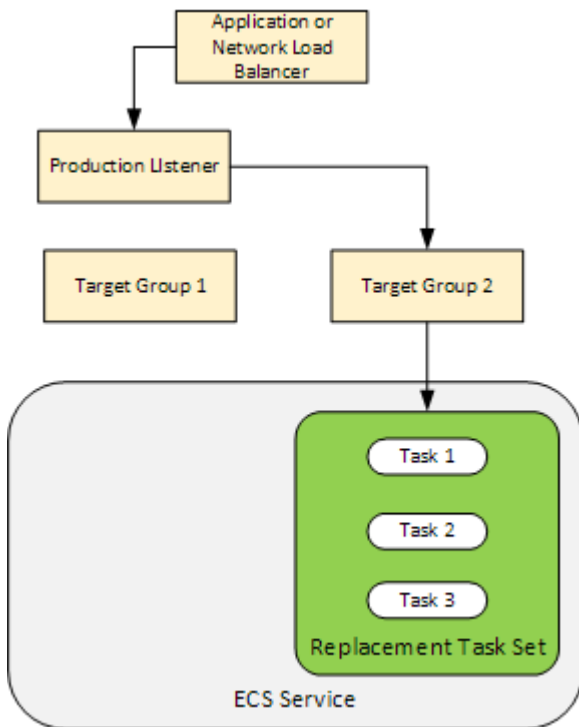 Application or
Network Load
Balancer
Production Listener
Target Group 1
Target Group 2
Task 1
Task 2
Task 3
Replacement Task Set
ECS Service